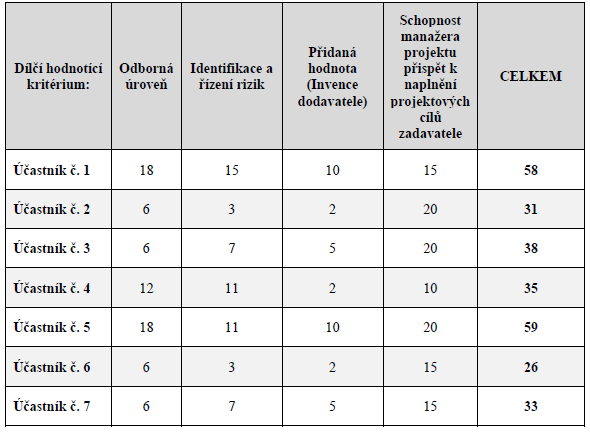 Dílčí hodnotící kritérium: | Odborná úroveň | Identifikace a řízení rizik | Přidaná hodnota (Invence dodavatele) | Schopnost manažera projektu přispět k naplnění projektových cílů zadavatele | CELKEM
Účastník č. 1 | 18 | 15 | 10 | 15 | 58
Účastník č. 2 | 6 | 3 | 2 | 20 | 31
Účastník č. 3 | 6 | 7 | 5 | 20 | 38
Účastník č. 4 | 12 | 11 | 2 | 10 | 35
Účastník č. 5 | 18 | 11 | 10 | 20 | 59
Účastník č. 6 | 6 | 3 | 2 | 15 | 26
Účastník č. 7 | 6 | 7 | 5 | 15 | 33